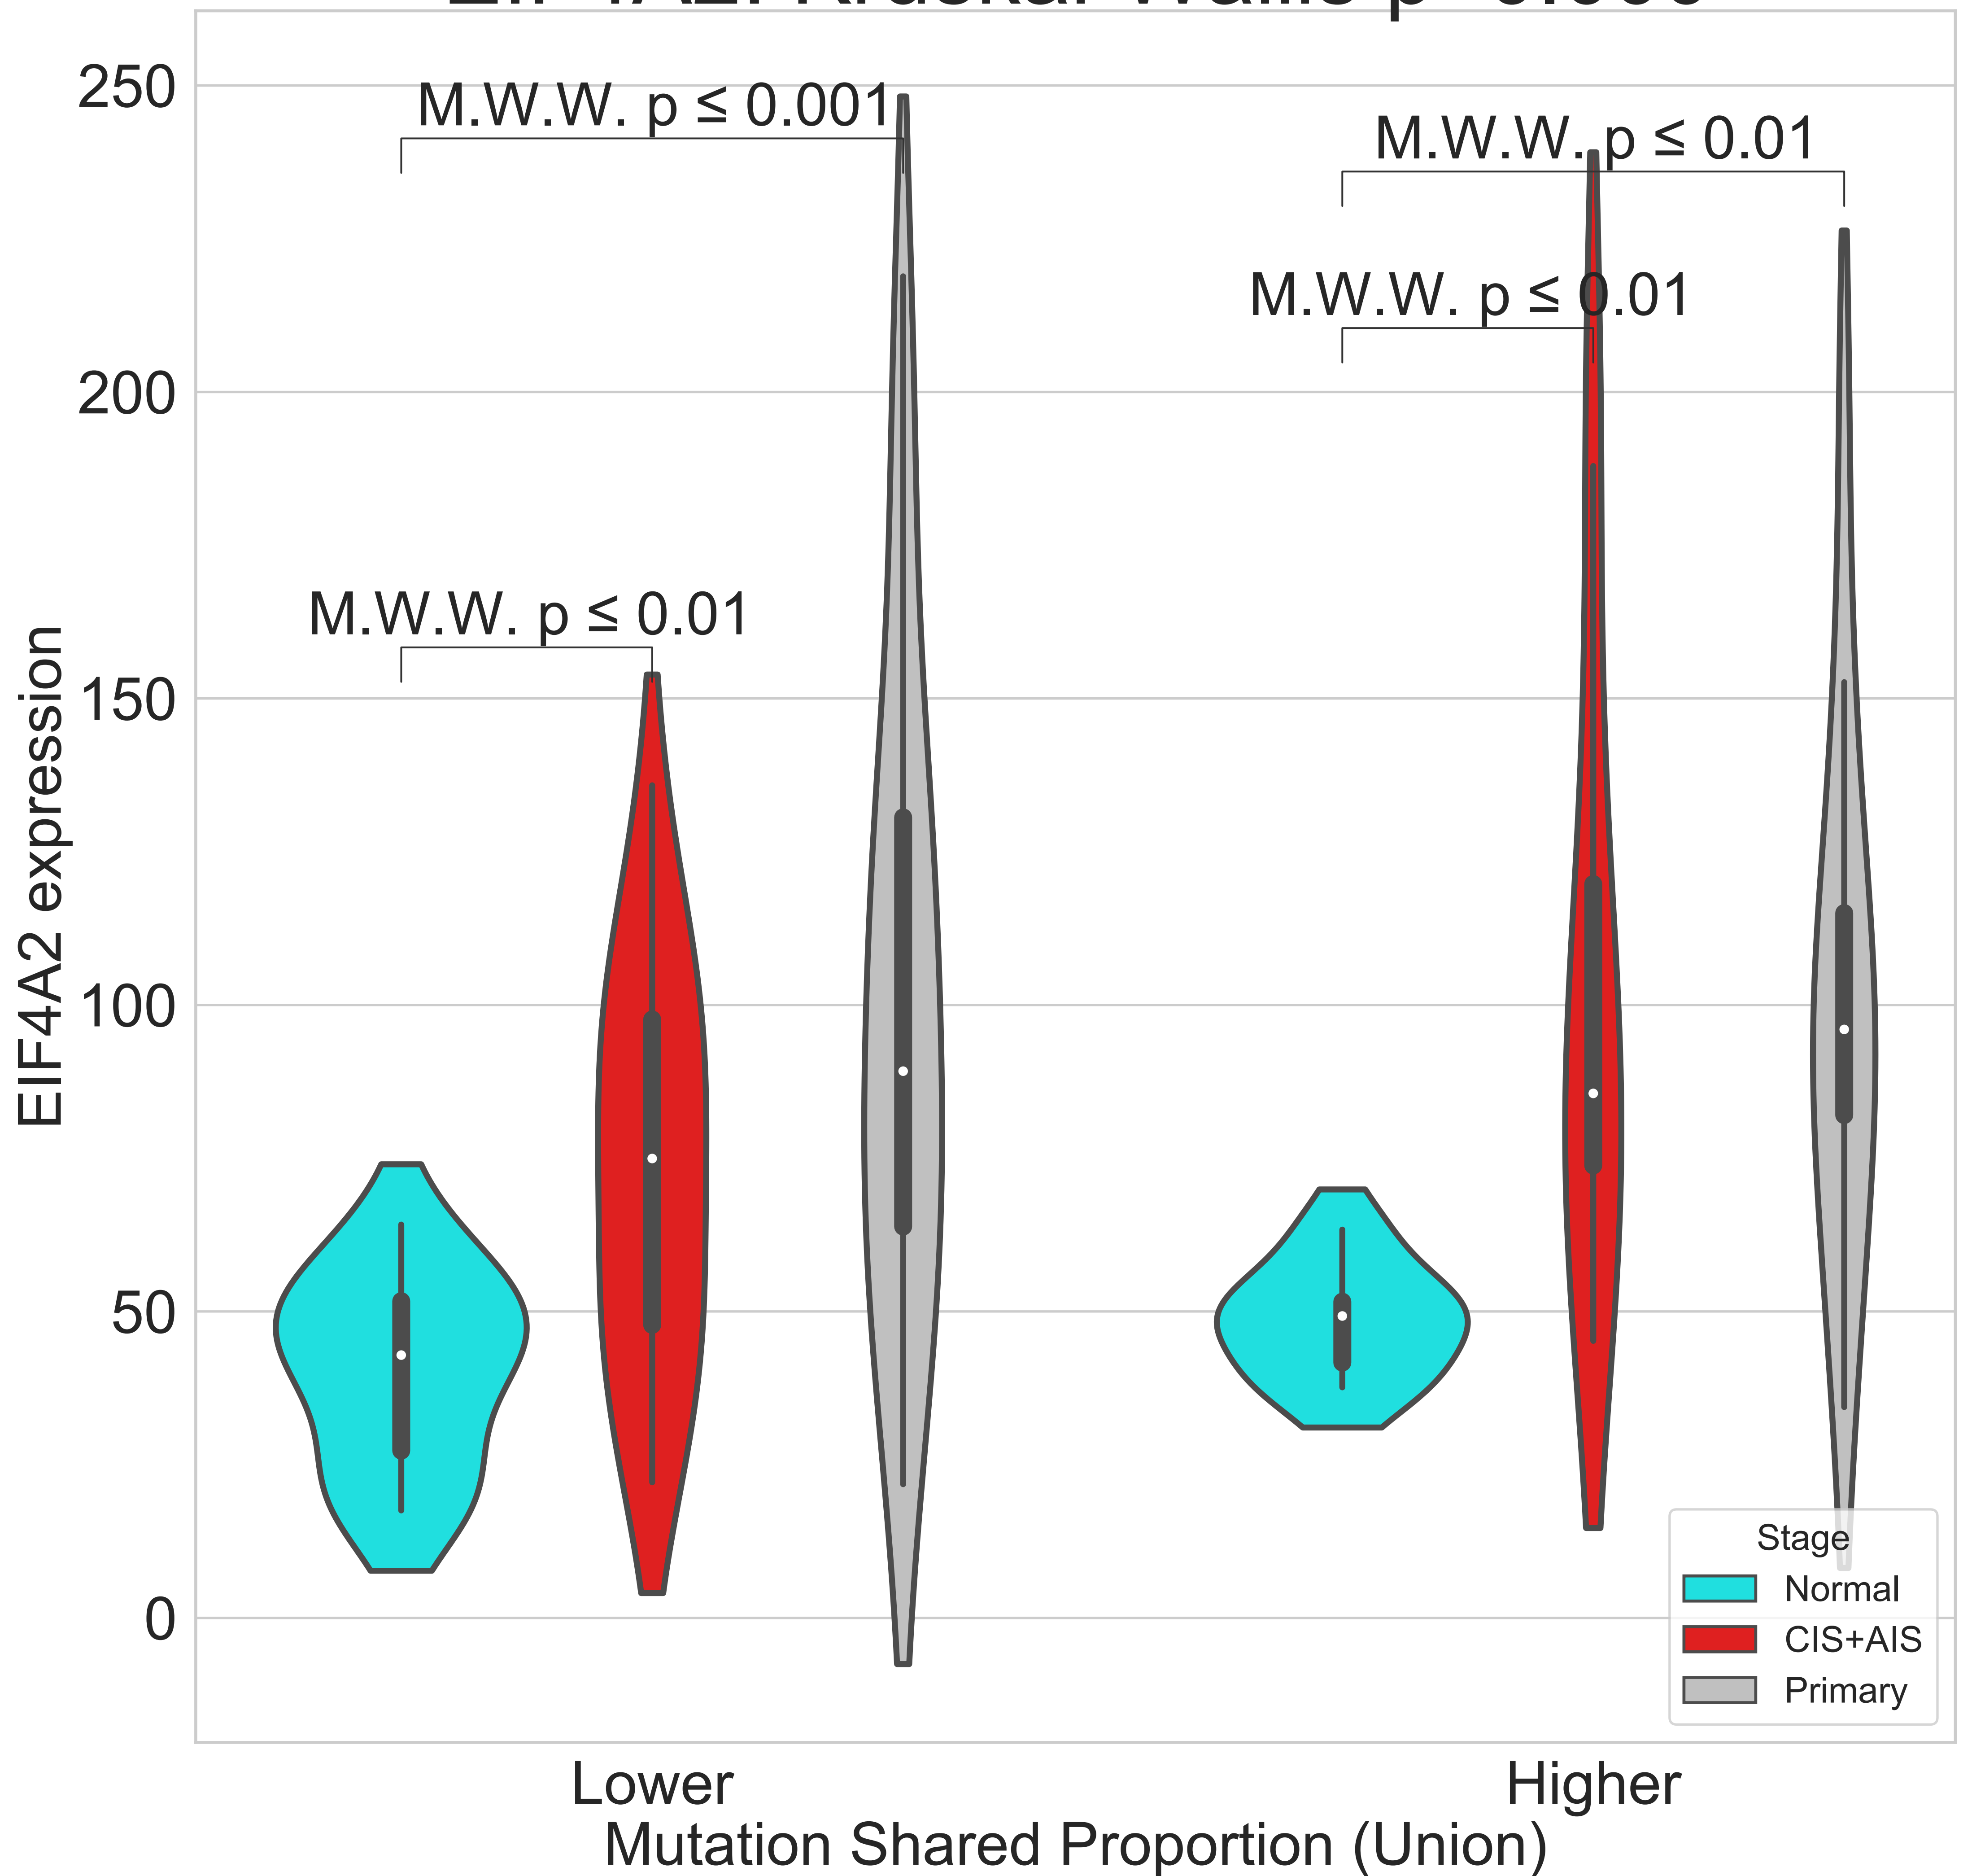 250
200
150
100
50
0
EIF4A2 expression
M.W.W. p ≤ 0.001
M.W.W. p ≤ 0.01
M.W.W. p ≤ 0.01
M.W.W. p ≤ 0.01
Stage
Normal
CIS+AIS
Primary
Lower
Higher
Mutation Shared Proportion (Union)